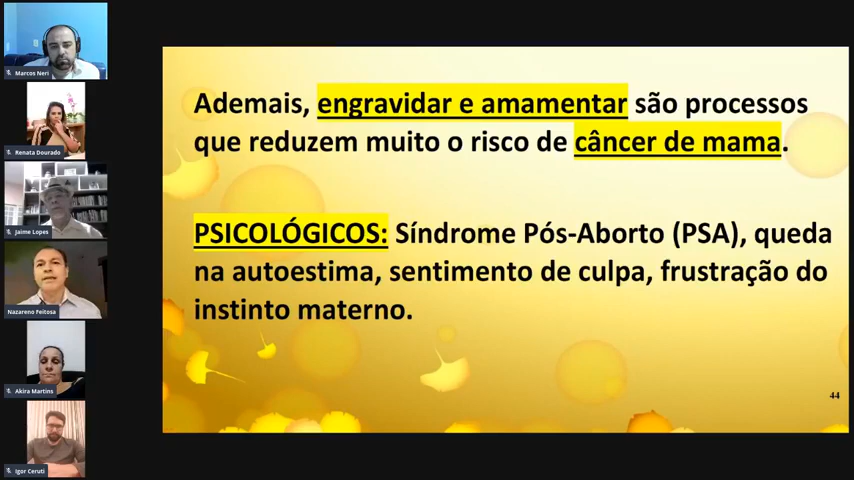 Marcos Neri
Renata Dourado
Jaime Lopes
Nazareno Feitosa
Akira Martins
Igor Ceruti
Ademais, engravidar e amamentar são processos
que reduzem muito o risco de câncer de mama.
PSICOLÓGICOS: Síndrome Pós-Aborto (PSA), queda
na autoestima, sentimento de culpa, frustração do
instinto materno.
44